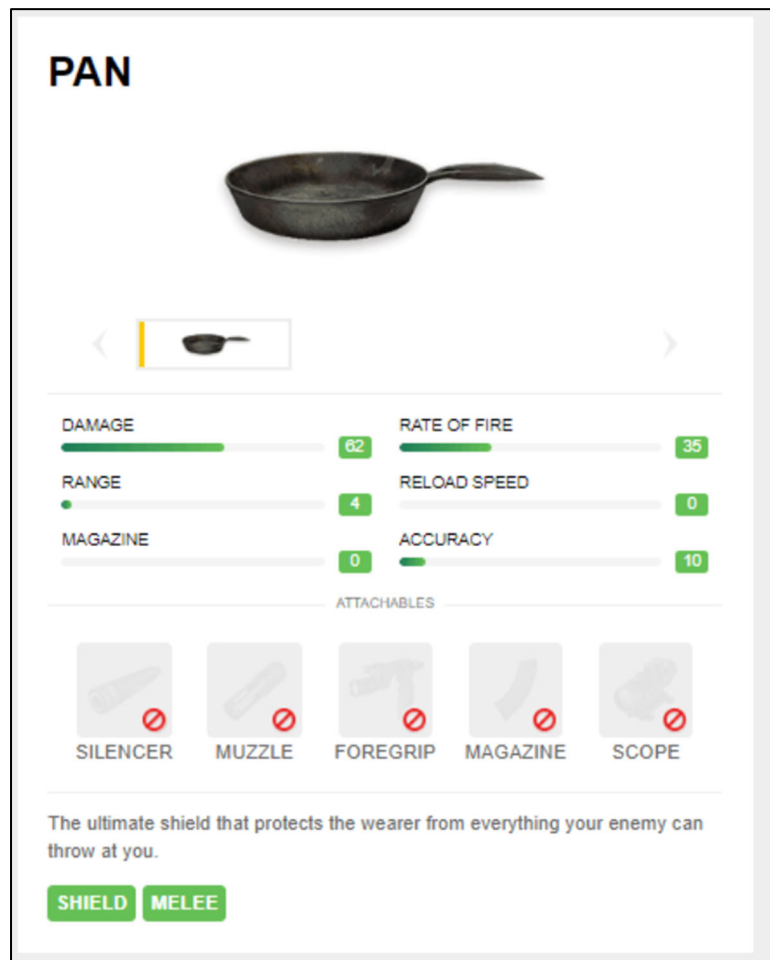 PAN
DAMAGE
62
RATE OF FIRE
35
RANGE
4
RELOAD SPEED
0
MAGAZINE
0
ACCURACY
10
ATTACHABLES
SILENCER
MUZZLE
FOREGRIP
MAGAZINE
SCOPE
The ultimate shield that protects the wearer from everything your enemy can
throw at you.
SHIELD
MELEE